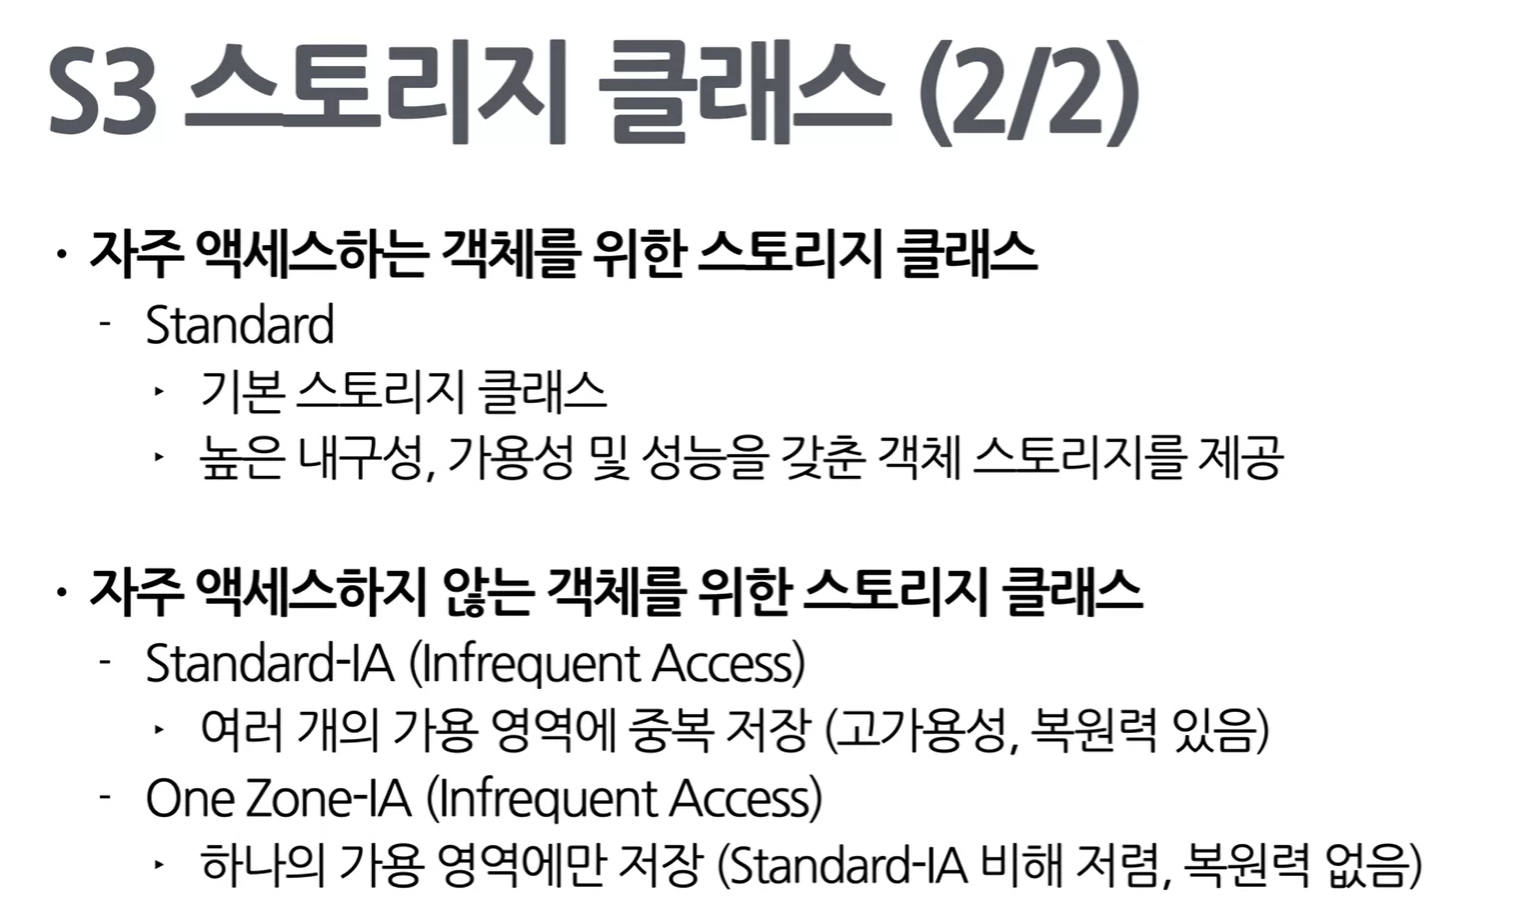 S3 스토리지 클래스 (2/2)
· 자주 액세스하는 객체를 위한 스토리지 클래스
- Standard
‣ 기본 스토리지 클래스
‣ 높은 내구성, 가용성 및 성능을 갖춘 객체 스토리지를 제공
· 자주 액세스하지 않는 객체를 위한 스토리지 클래스
- Standard-IA (Infrequent Access)
‣ 여러 개의 가용 영역에 중복 저장 (고가용성, 복원력 있음)
- One Zone-IA (Infrequent Access)
‣ 하나의 가용 영역에만 저장 (Standard-IA 비해 저렴, 복원력 없음)